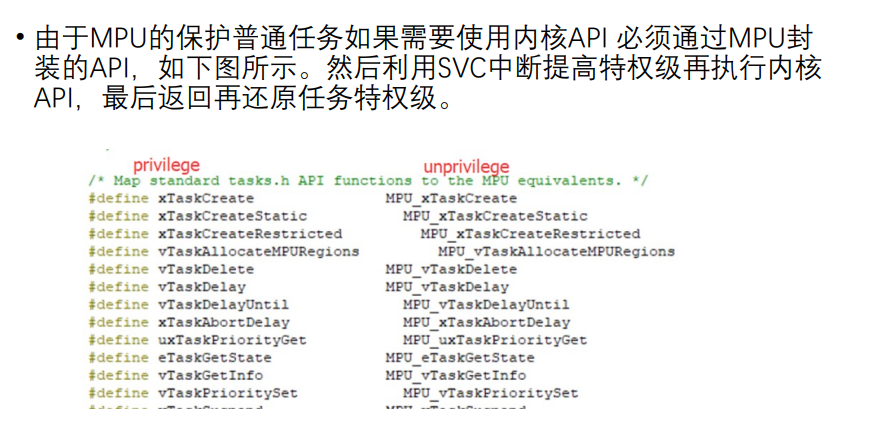 • 由于MPU的保护普通任务如果需要使用内核API 必须通过MPU封
装的API，如下图所示。然后利用SVC中断提高特权级再执行内核
API，最后返回再还原任务特权级。
privilege unprivilege
/* Map standard tasks.h API functions to the MPU equivalents. */
#define xTaskCreate MPU_xTaskCreate
#define xTaskCreateStatic MPU_xTaskCreateStatic
#define xTaskCreateRestricted MPU_xTaskCreateRestricted
#define vTaskAllocateMPURegions MPU_vTaskAllocateMPURegions
#define vTaskDelete MPU_vTaskDelete
#define vTaskDelay MPU_vTaskDelay
#define vTaskDelayUntil MPU_vTaskDelayUntil
#define xTaskAbortDelay MPU_xTaskAbortDelay
#define uxTaskPriorityGet MPU_uxTaskPriorityGet
#define eTaskGetState MPU_eTaskGetState
#define vTaskGetInfo MPU_vTaskGetInfo
#define vTaskPrioritySet MPU_vTaskPrioritySet